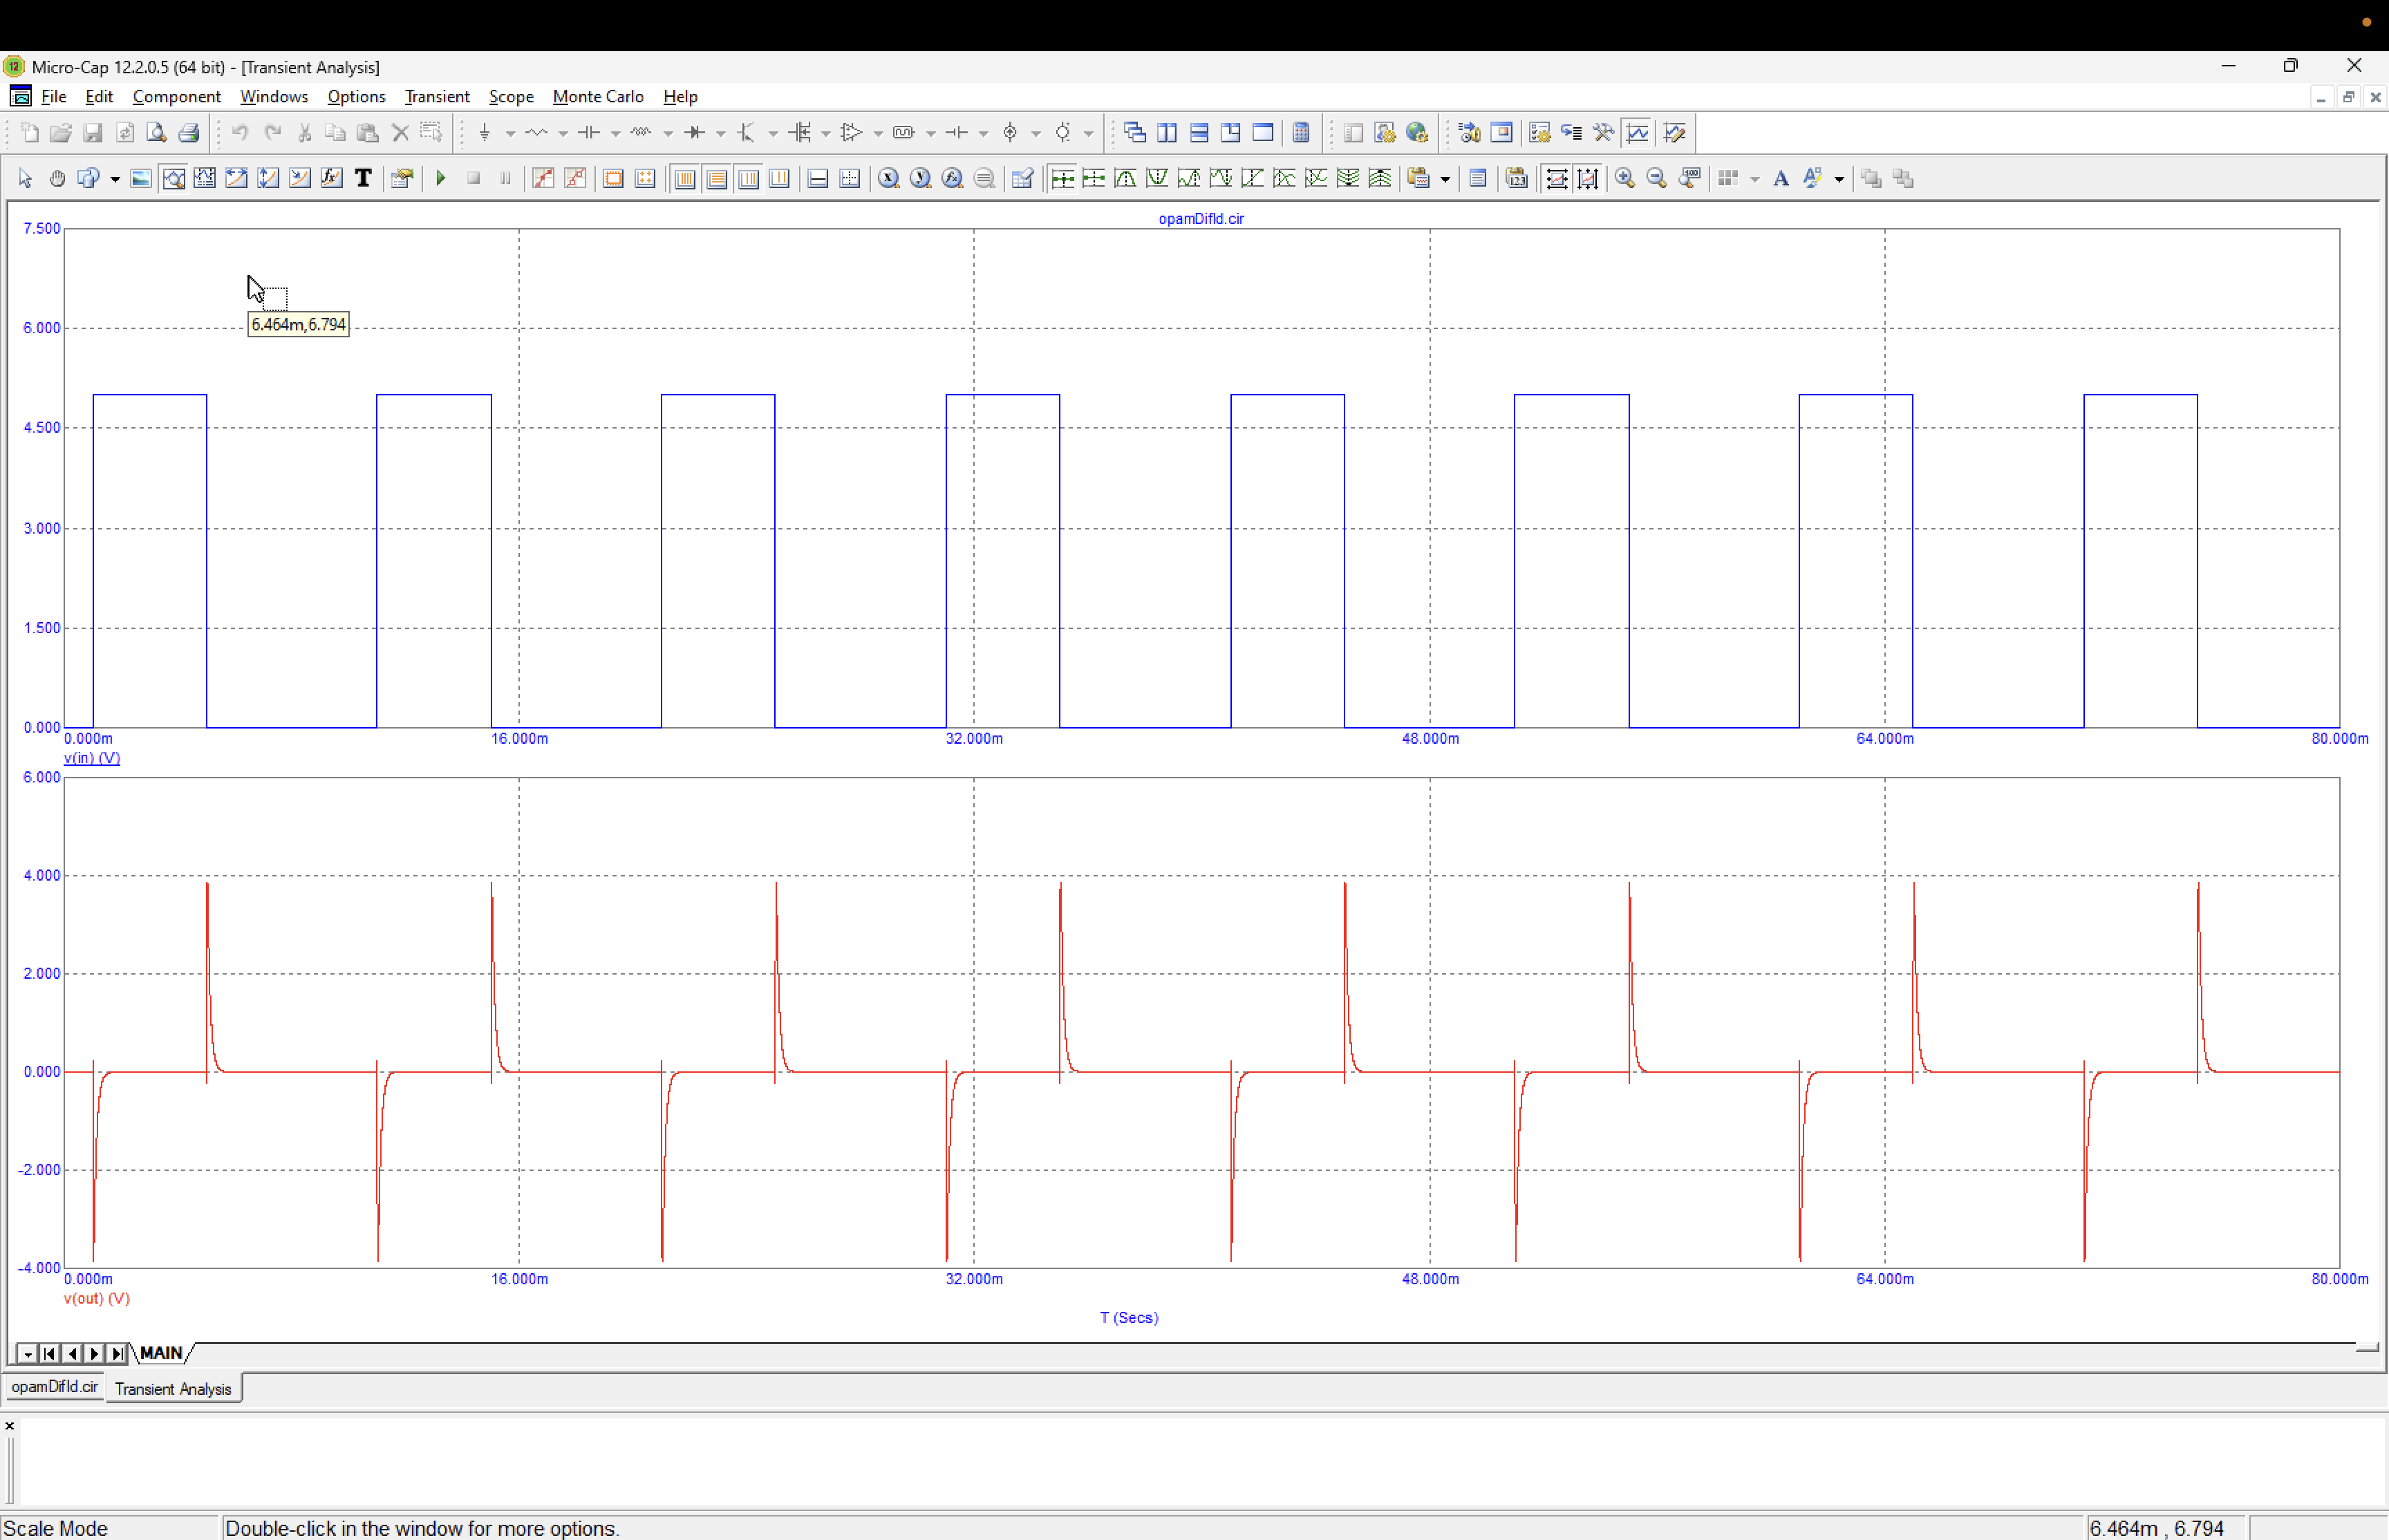 Micro-Cap 12.2.0.5 (64 bit) - [Transient Analysis]
File Edit Component Windows Options Transient Scope Monte Carlo Help
opamDifId.cir
7.500
6.464m,6.794
6.000
4.500
3.000
1.500
0.000
0.000m 16.000m 32.000m 48.000m 64.000m 80.000m
v(in) (V)
6.000
4.000
2.000
0.000
-2.000
-4.000
0.000m 16.000m 32.000m 48.000m 64.000m 80.000m
v(out) (V)
T (Secs)
MAIN
opamDifId.cir Transient Analysis
Scale Mode Double-click in the window for more options. 6.464m , 6.794